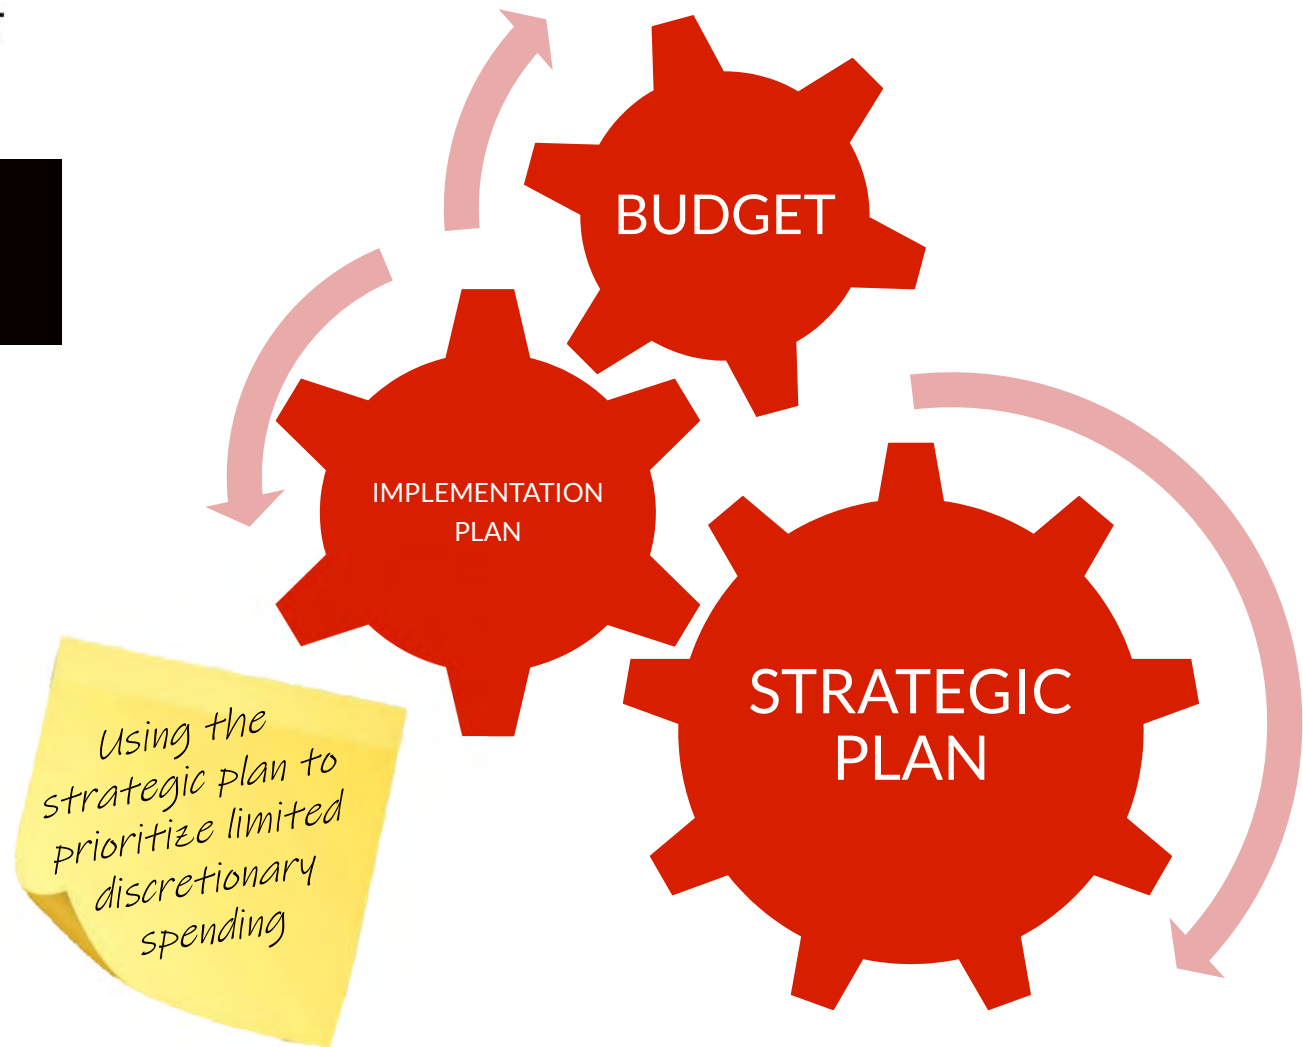 BUDGET
IMPLEMENTATION
PLAN
STRATEGIC
PLAN
Using the
strategic plan to
prioritize limited
discretionary
spending